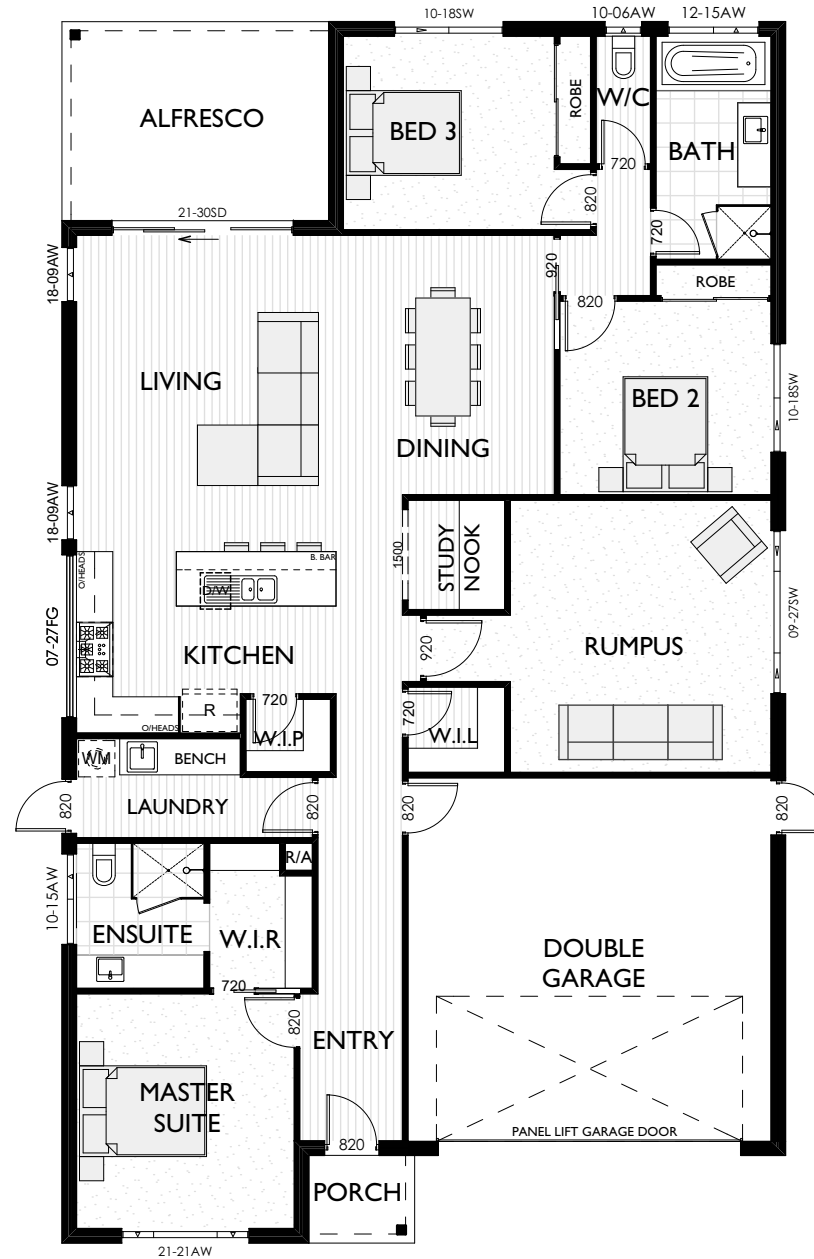 10-18SW
10-06AW
12-15AW
ALFRESCO
BED 3
ROBE
W/C
BATH
720
820
720
21-30SD
18-09AW
920
ROBE
820
LIVING
BED 2
10-18SW
DINING
18-09AW
B. BAR
O/HEADS
1500
STUDY
NOOK
D/W
09-27SW
07-27FG
KITCHEN
920
RUMPUS
R
720
O/HEADS
W.I.P
720
W.I.L
WM
BENCH
820
LAUNDRY
820
820
820
R/A
10-15AW
ENSUITE
W.I.R
DOUBLE
GARAGE
720
820
ENTRY
MASTER
SUITE
PANEL LIFT GARAGE DOOR
820
PORCH
21-21AW